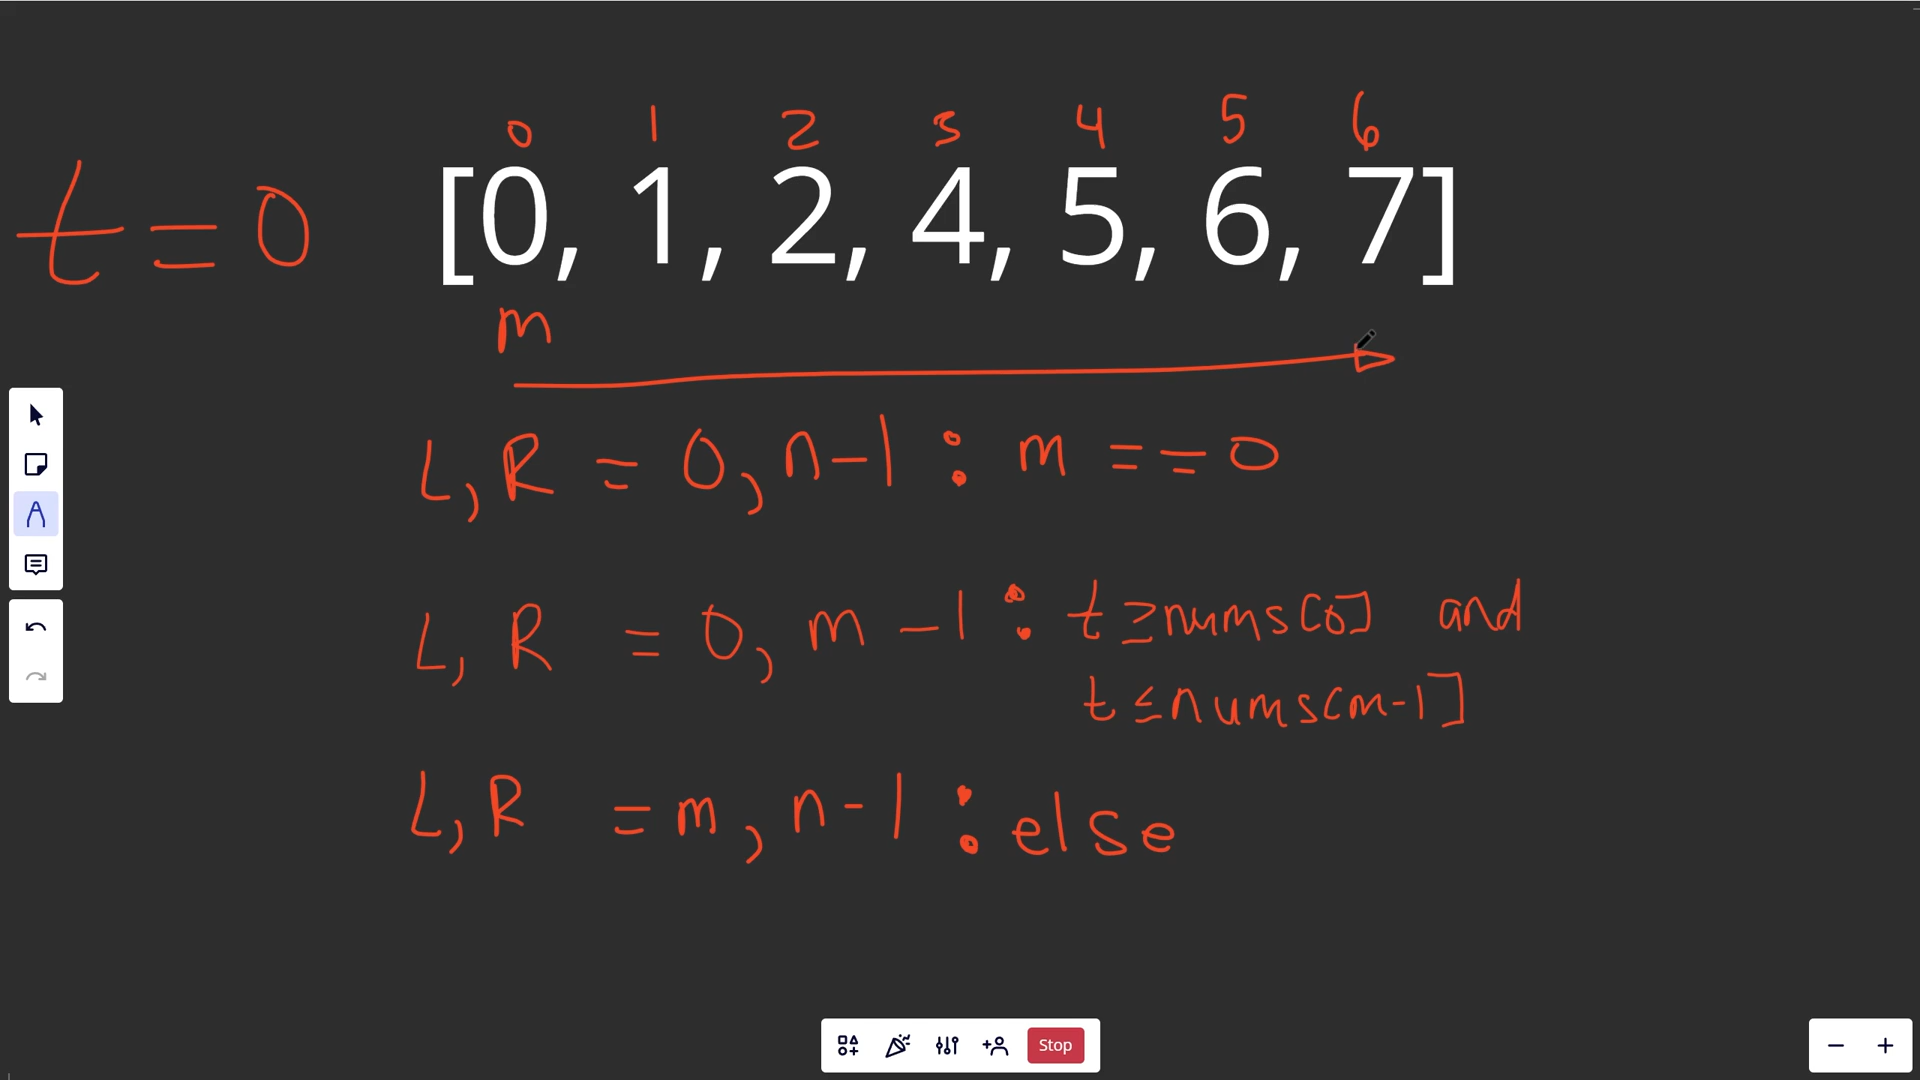 0 1 2 3 4 5 6
t = 0 [0, 1, 2, 4, 5, 6, 7]
m
L, R = 0, n-1 : m == 0
L, R = 0, m-1 : t ≥ nums[0] and
t ≤ nums[m-1]
L, R = m, n-1 : else
Stop